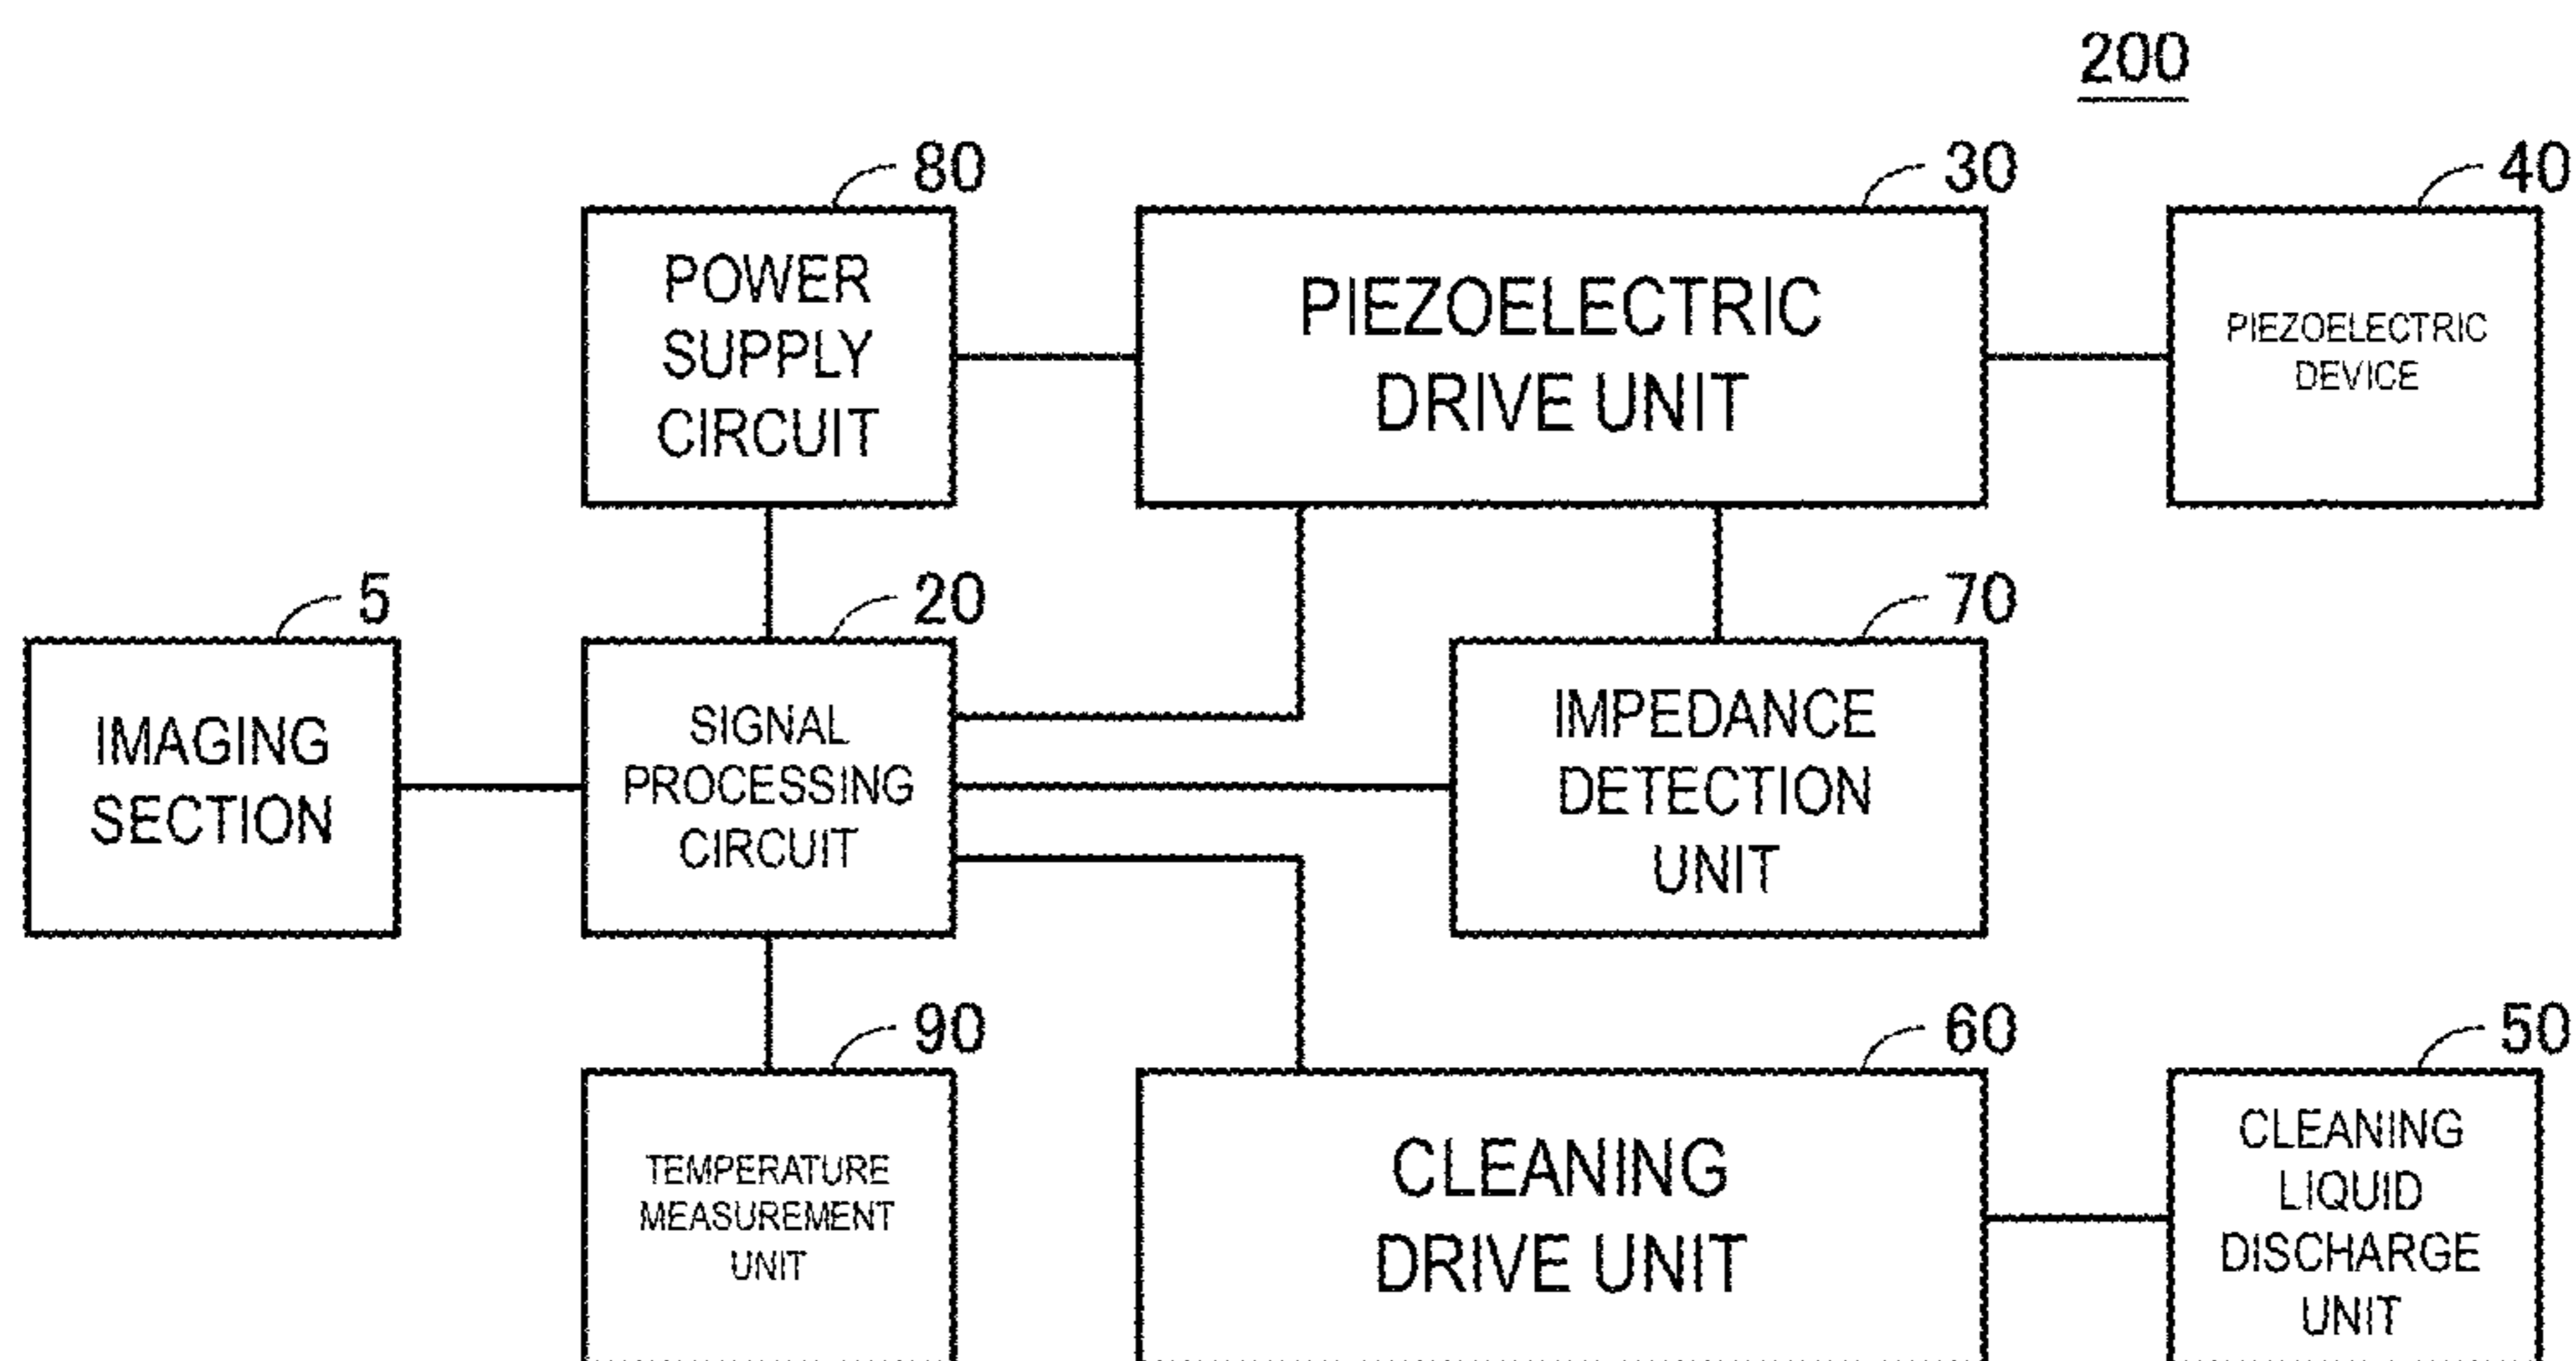 200
80
30
40
POWER
SUPPLY
CIRCUIT
PIEZOELECTRIC
DRIVE UNIT
PIEZOELECTRIC
DEVICE
5
20
70
IMAGING
SECTION
SIGNAL
PROCESSING
CIRCUIT
IMPEDANCE
DETECTION
UNIT
90
60
50
TEMPERATURE
MEASUREMENT
UNIT
CLEANING
DRIVE UNIT
CLEANING
LIQUID
DISCHARGE
UNIT